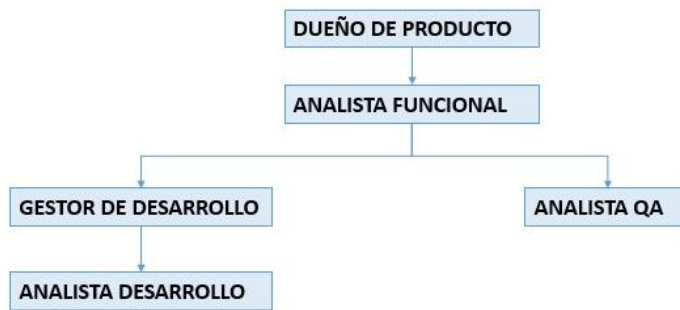 DUEÑO DE PRODUCTO
ANALISTA FUNCIONAL
GESTOR DE DESARROLLO
ANALISTA QA
ANALISTA DESARROLLO